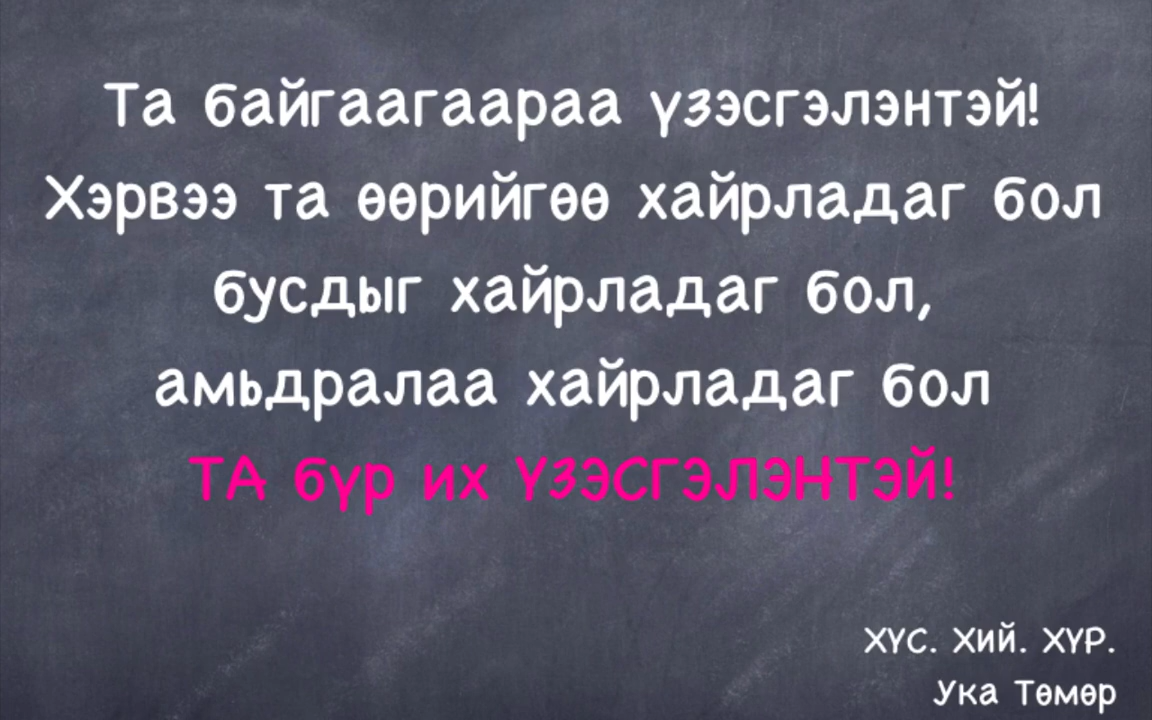 Та байгаагаараа үзэсгэлэнтэй!
Хэрвээ та өөрийгөө хайрладаг бол
бусдыг хайрладаг бол,
амьдралаа хайрладаг бол
ТА бүр их ҮЗЭСГЭЛЭНТЭЙ!
ХҮС. ХИЙ. ХҮР.
Ука Төмөр